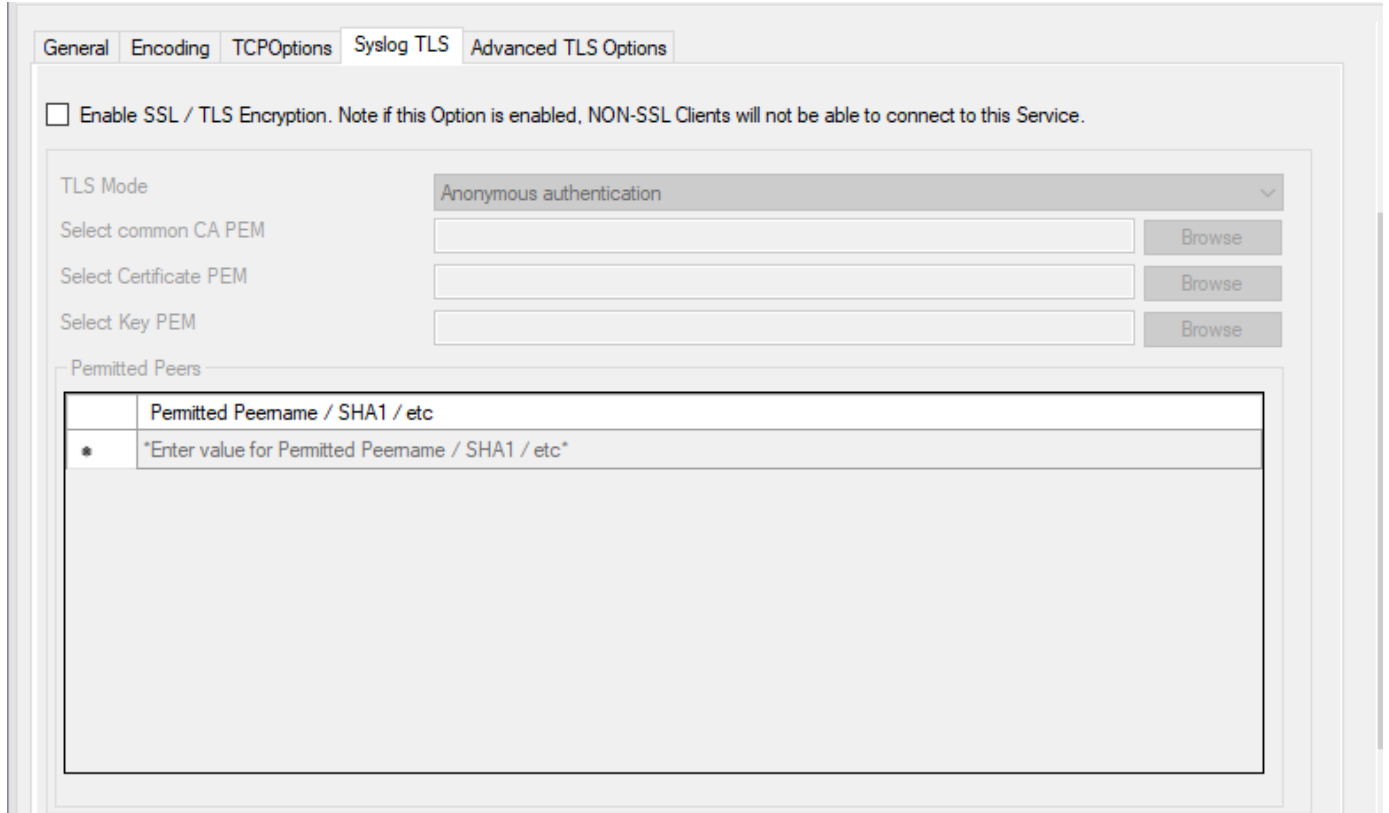 General Encoding TCPOptions Syslog TLS Advanced TLS Options
Enable SSL / TLS Encryption. Note if this Option is enabled, NON-SSL Clients will not be able to connect to this Service.
TLS Mode Anonymous authentication
Select common CA PEM Browse
Select Certificate PEM Browse
Select Key PEM Browse
Permitted Peers
Permitted Peername / SHA1 / etc
*Enter value for Permitted Peername / SHA1 / etc*